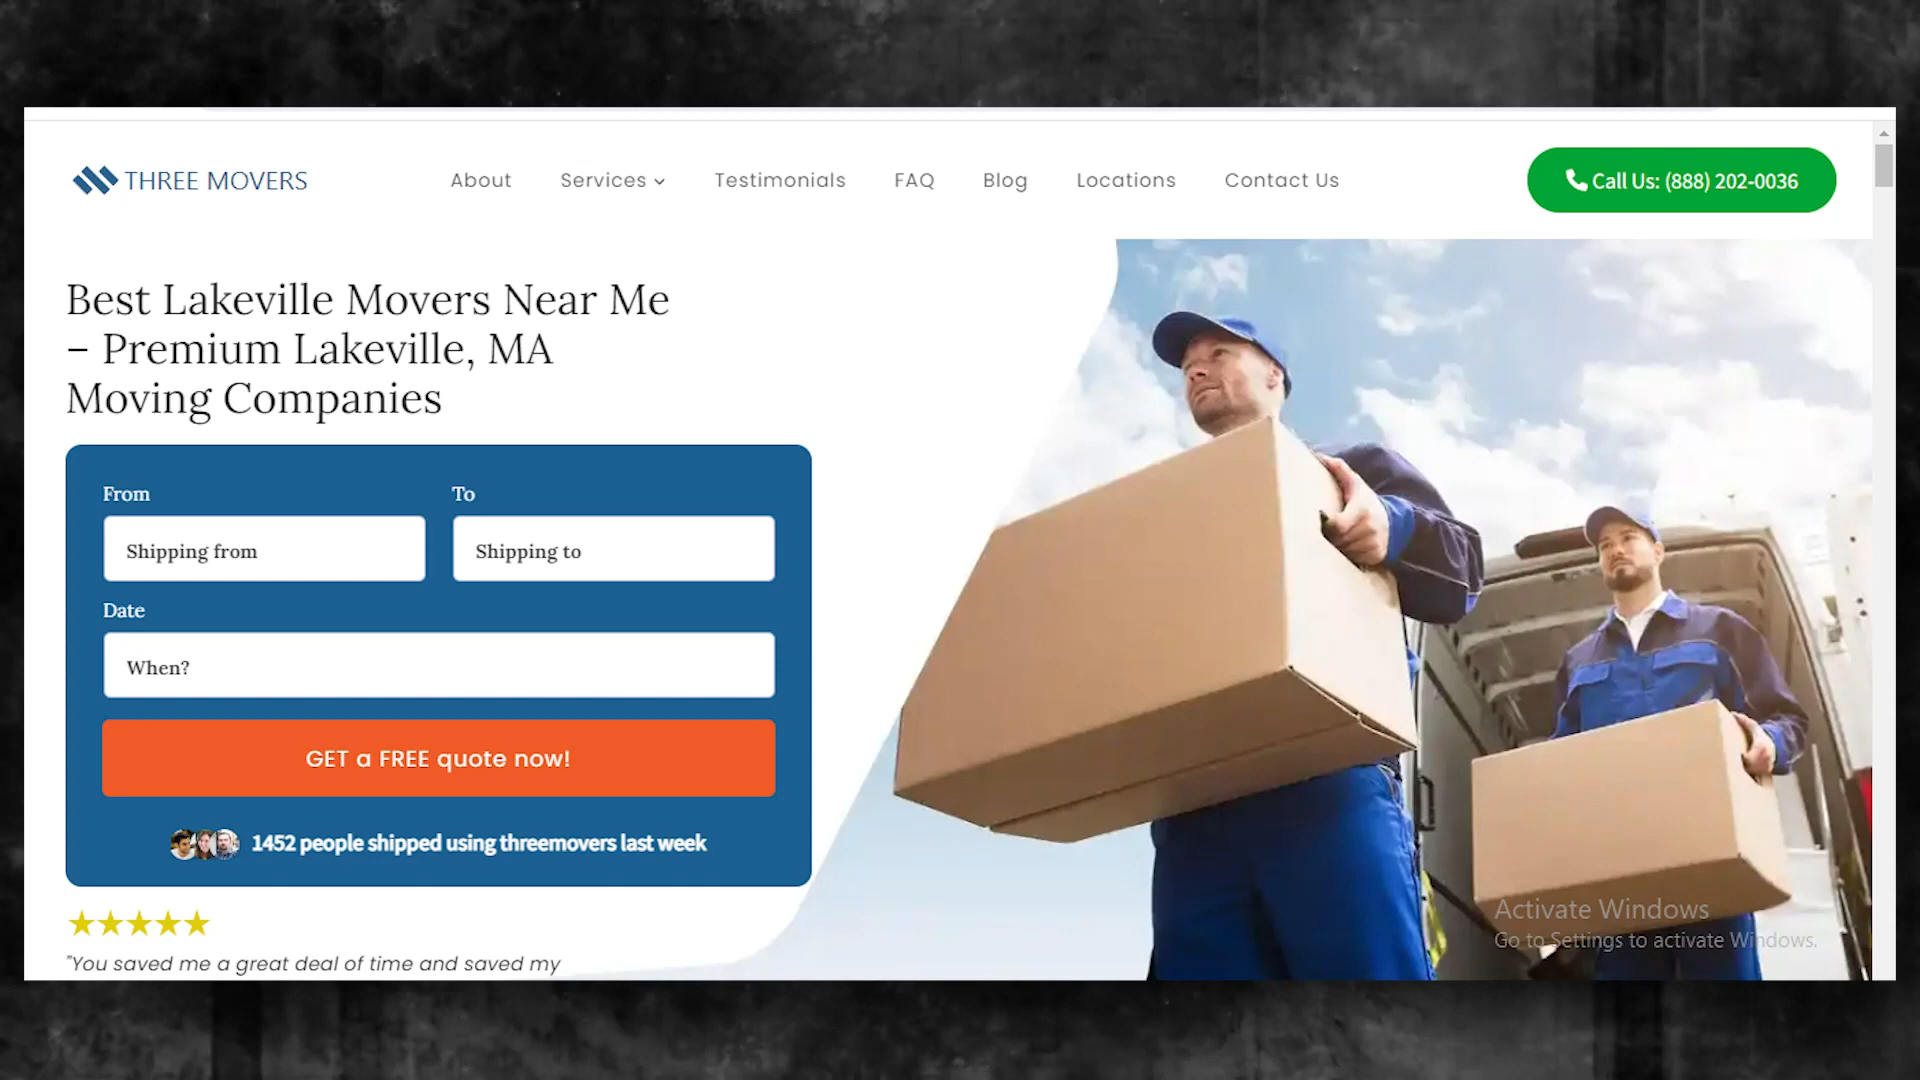 THREE MOVERS
About
Services
Testimonials
FAQ
Blog
Locations
Contact Us
Call Us: (888) 202-0036
Best Lakeville Movers Near Me
– Premium Lakeville, MA
Moving Companies
From
To
Shipping from
Shipping to
Date
When?
GET a FREE quote now!
1452 people shipped using threemovers last week
"You saved me a great deal of time and saved my
Activate Windows
Go to Settings to activate Windows.